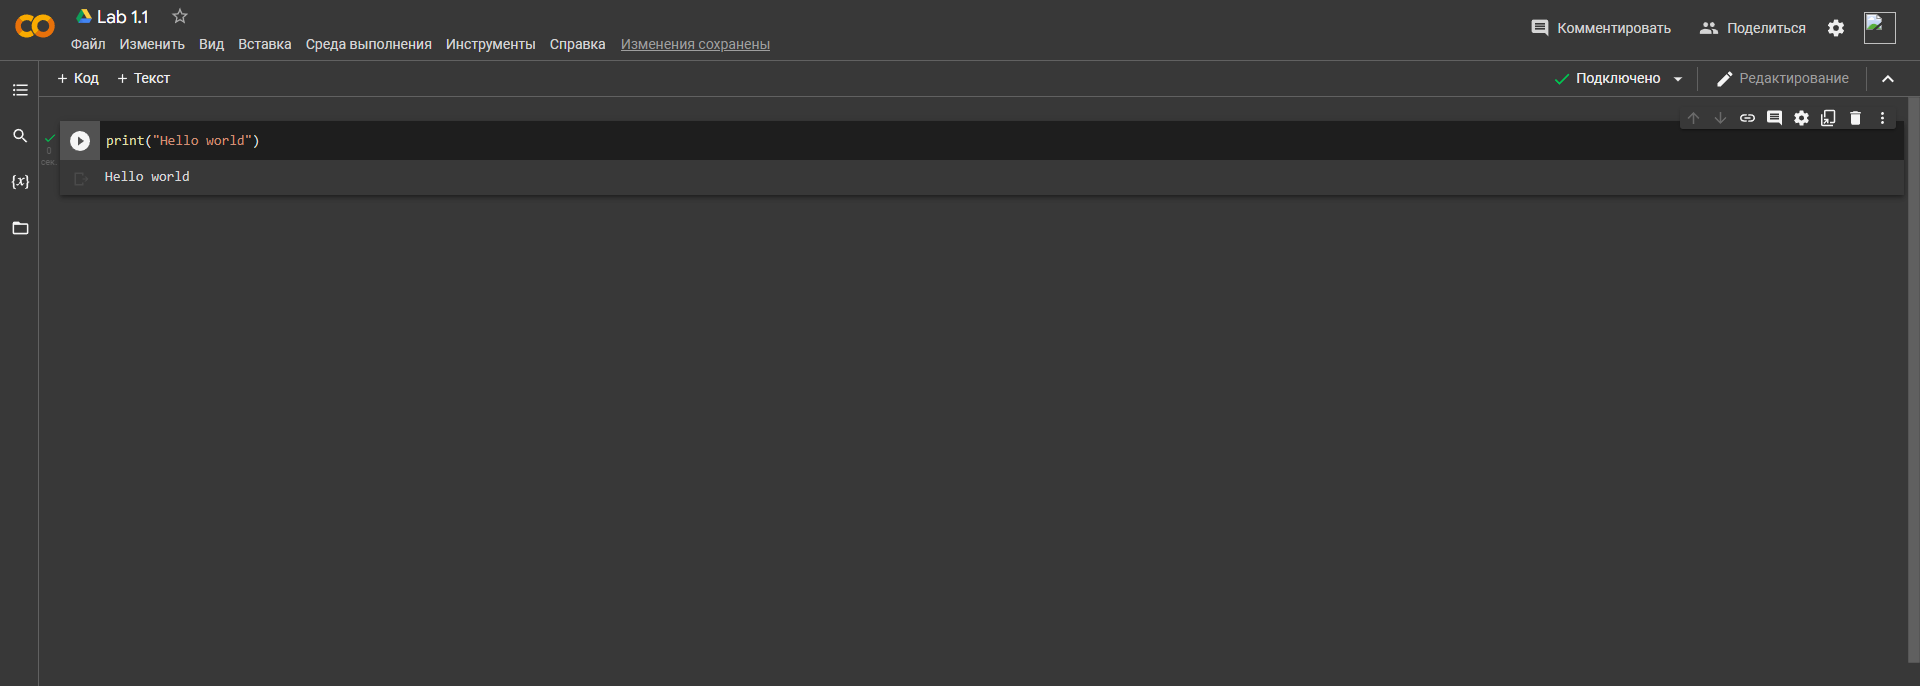 Lab 1.1
Файл Изменить Вид Вставка Среда выполнения Инструменты Справка Изменения сохранены
Комментировать Поделиться
+ Код + Текст
Подключено Редактирование
print("Hello world")
0
сек.
Hello world
{x}